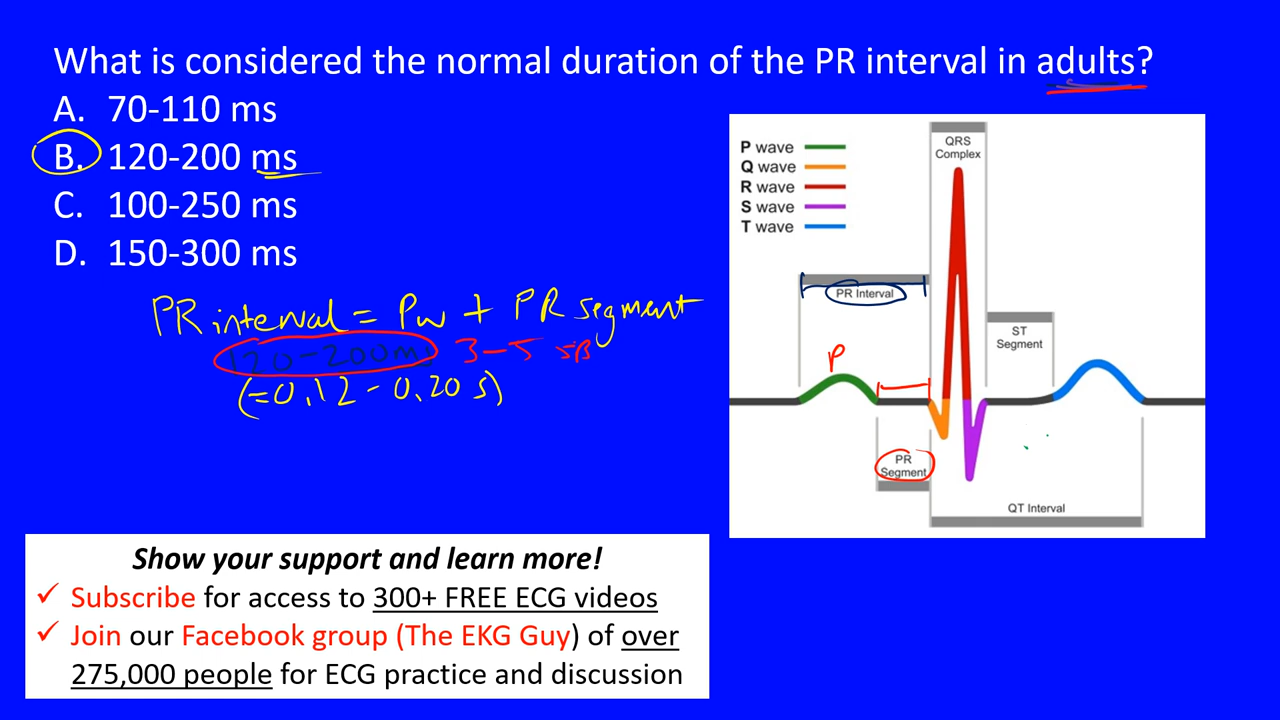 What is considered the normal duration of the PR interval in adults?
A. 70-110 ms
B. 120-200 ms
C. 100-250 ms
D. 150-300 ms
PR interval = Pw + PR segment
120-200ms 3-5 SB
(=0.12-0.20 s)
P wave
Q wave
R wave
S wave
T wave
QRS
Complex
PR Interval
ST
Segment
P
PR
Segment
QT Interval
Show your support and learn more!
✓ Subscribe for access to 300+ FREE ECG videos
✓ Join our Facebook group (The EKG Guy) of over
275,000 people for ECG practice and discussion